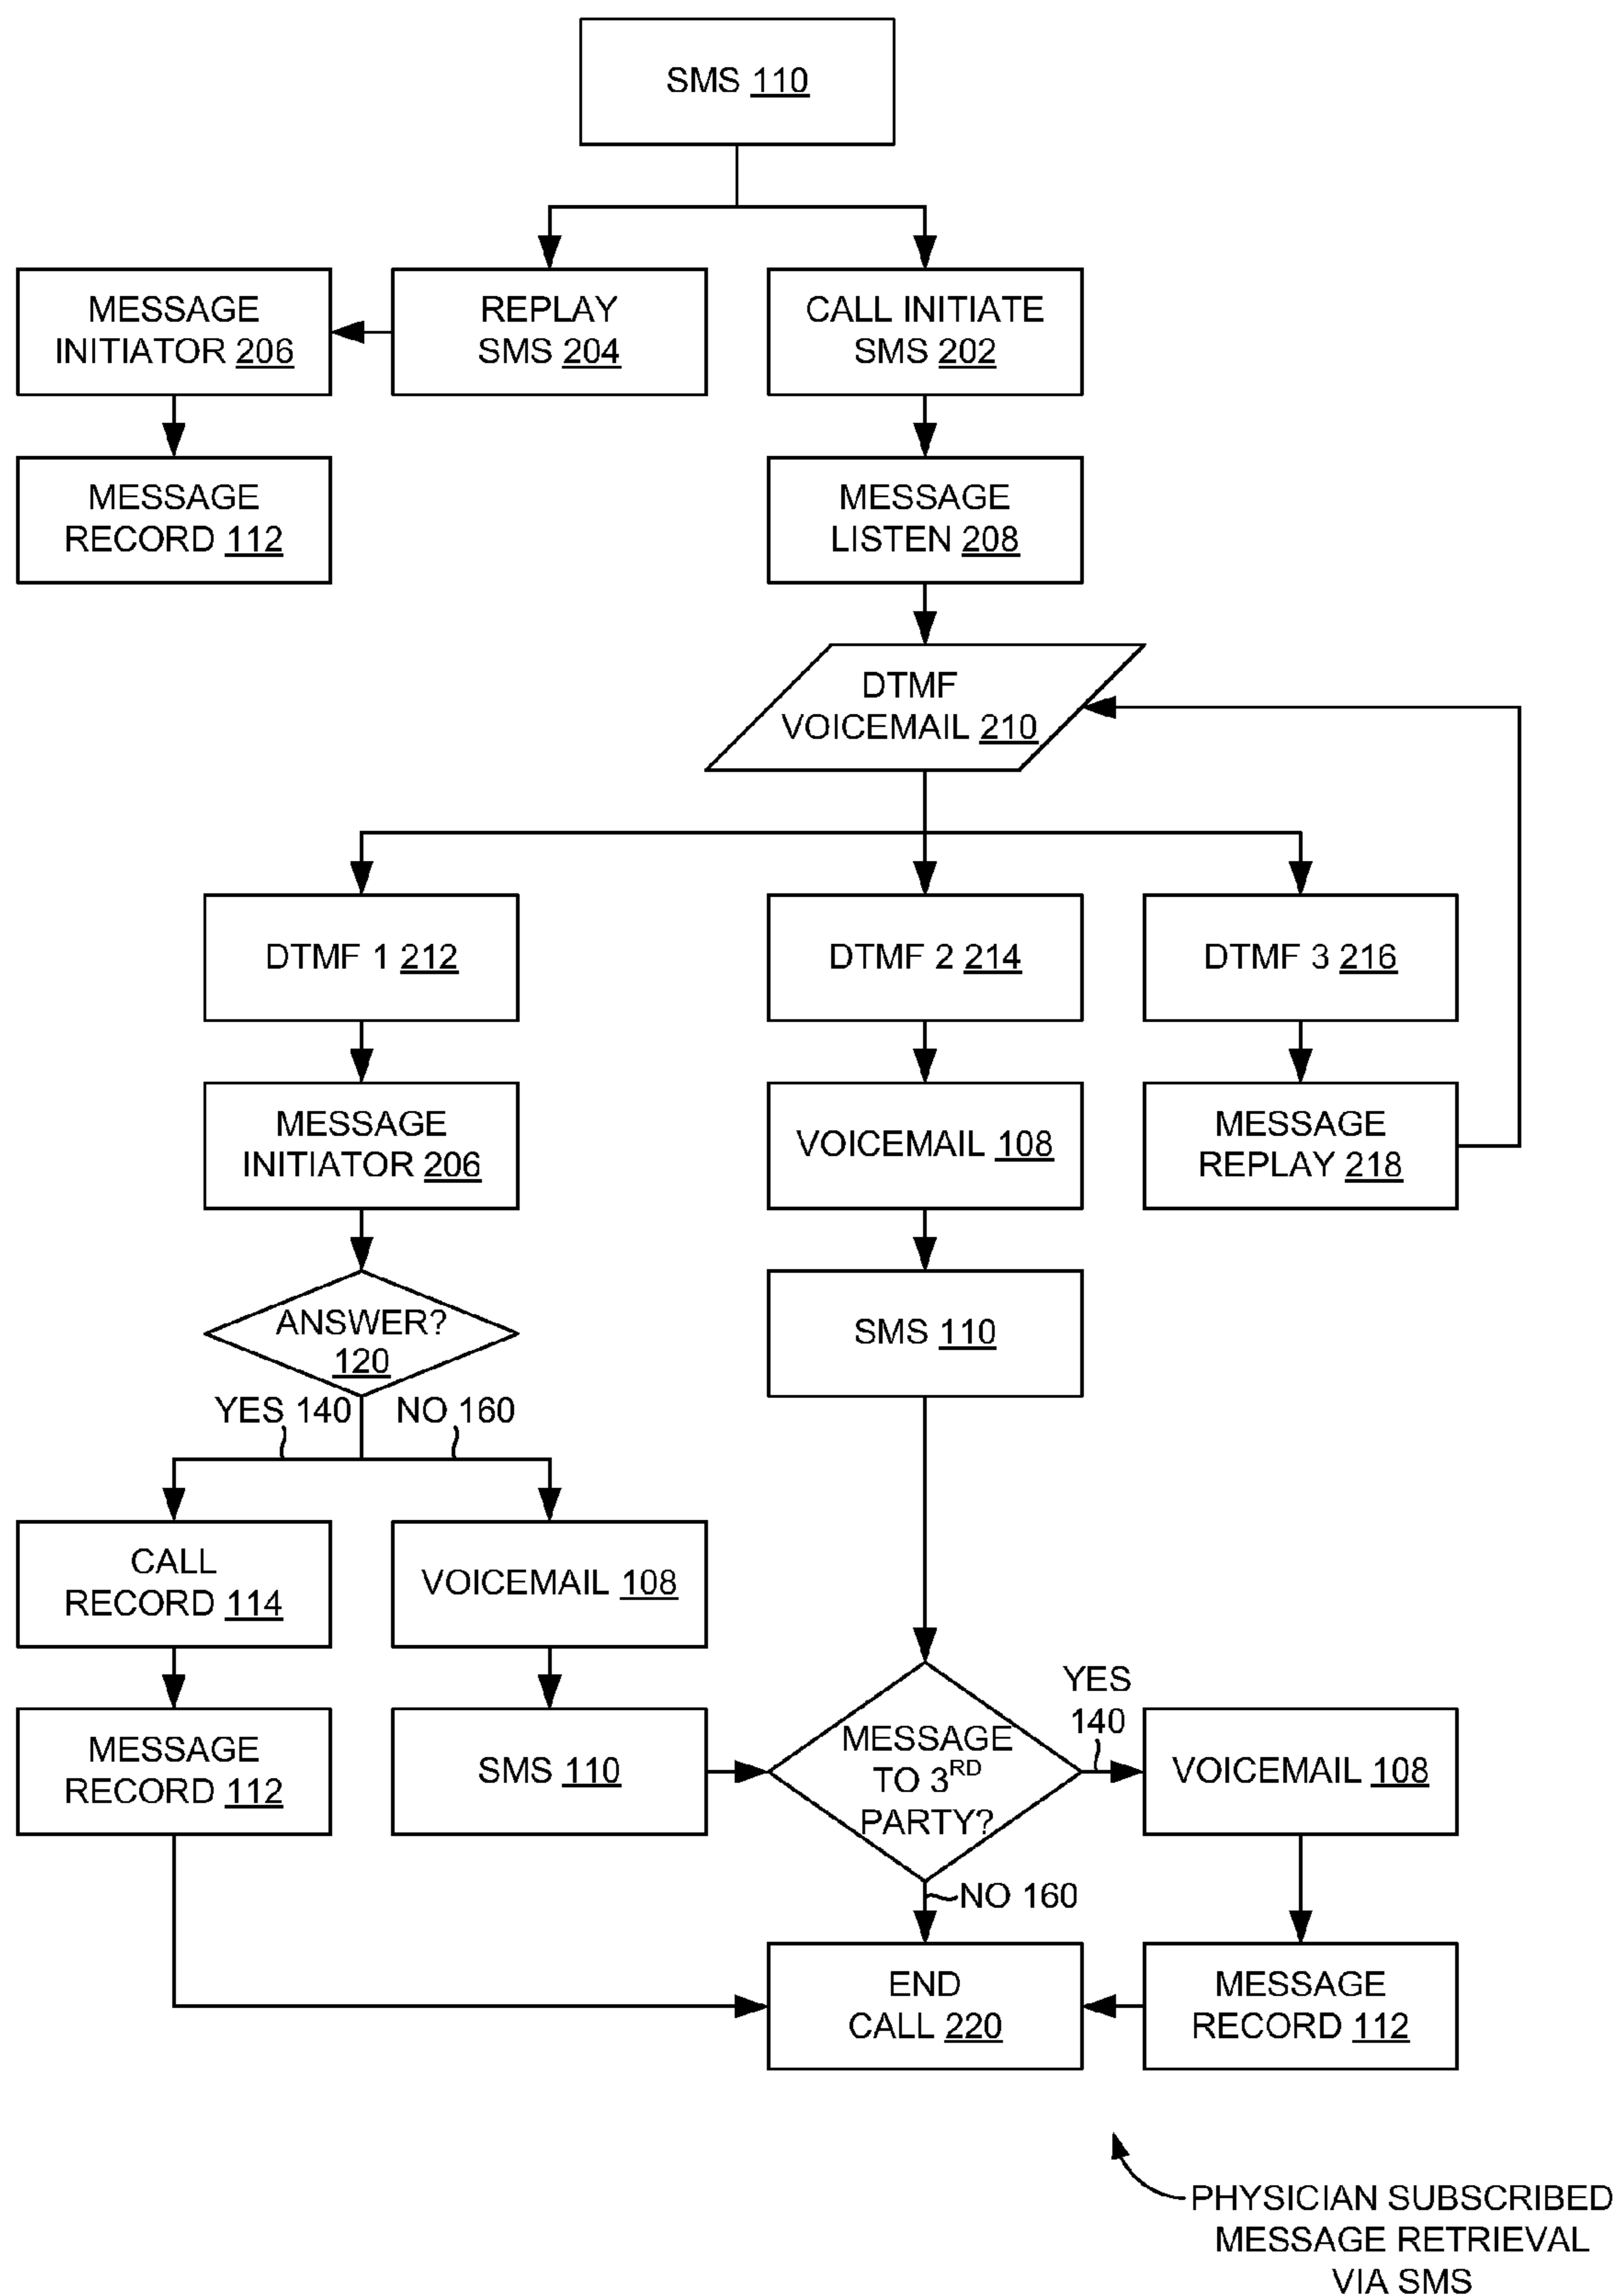 SMS 110
MESSAGE
INITIATOR 206
REPLAY
SMS 204
CALL INITIATE
SMS 202
MESSAGE
RECORD 112
MESSAGE
LISTEN 208
DTMF
VOICEMAIL 210
DTMF 1 212
DTMF 2 214
DTMF 3 216
MESSAGE
INITIATOR 206
VOICEMAIL 108
MESSAGE
REPLAY 218
ANSWER?
120
SMS 110
YES 140
NO 160
CALL
RECORD 114
VOICEMAIL 108
MESSAGE
RECORD 112
SMS 110
MESSAGE
TO 3RD
PARTY?
YES
140
VOICEMAIL 108
NO 160
END
CALL 220
MESSAGE
RECORD 112
PHYSICIAN SUBSCRIBED
MESSAGE RETRIEVAL
VIA SMS